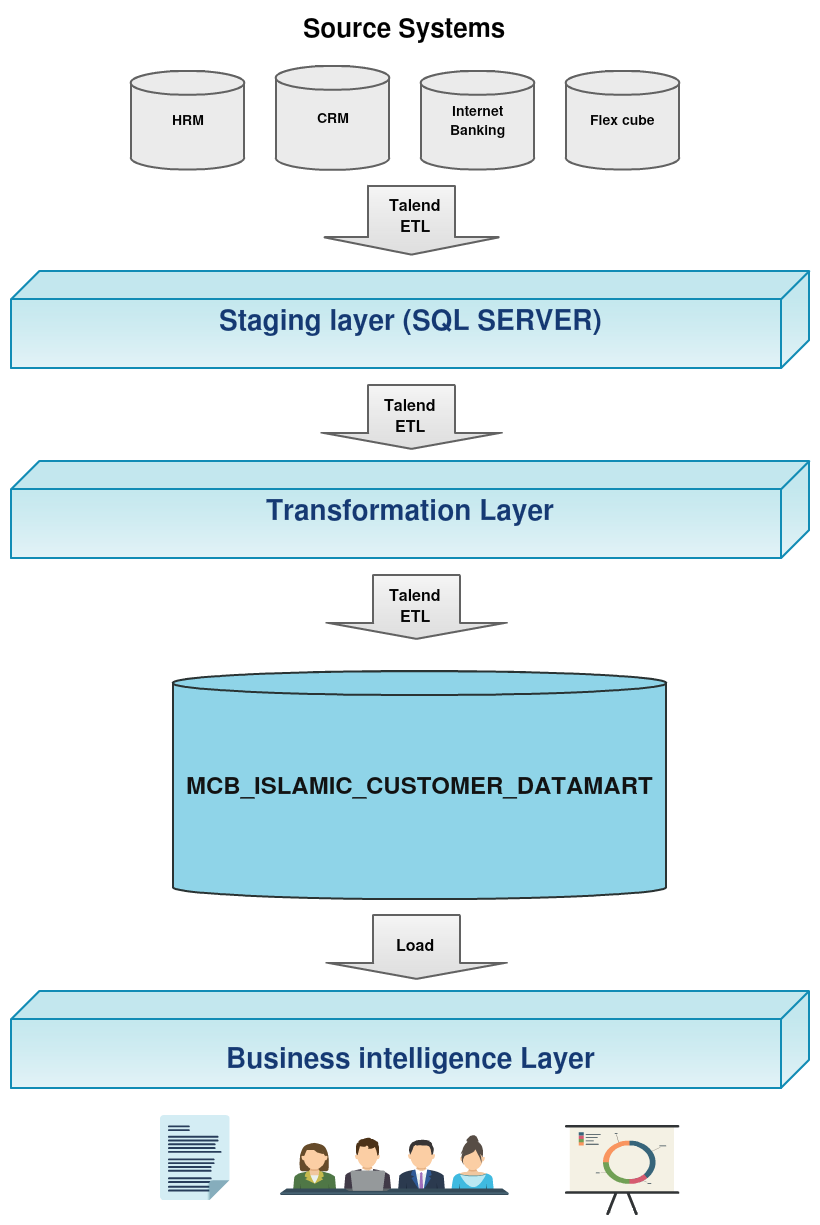 Source Systems
HRM
CRM
Internet
Banking
Flex cube
Talend
ETL
Staging layer (SQL SERVER)
Talend
ETL
Transformation Layer
Talend
ETL
MCB_ISLAMIC_CUSTOMER_DATAMART
Load
Business intelligence Layer